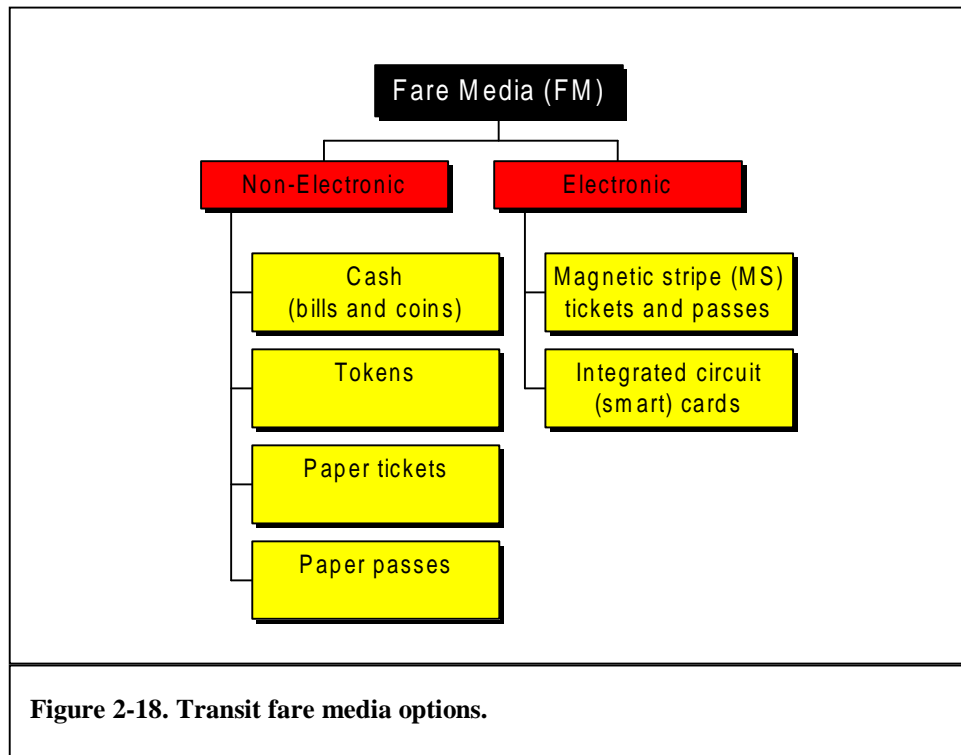 Fare Media (FM)
Non-Electronic
Electronic
Cash
(bills and coins)
Tokens
Paper tickets
Paper passes
Magnetic stripe (MS)
tickets and passes
Integrated circuit
(smart) cards
Figure 2-18. Transit fare media options.